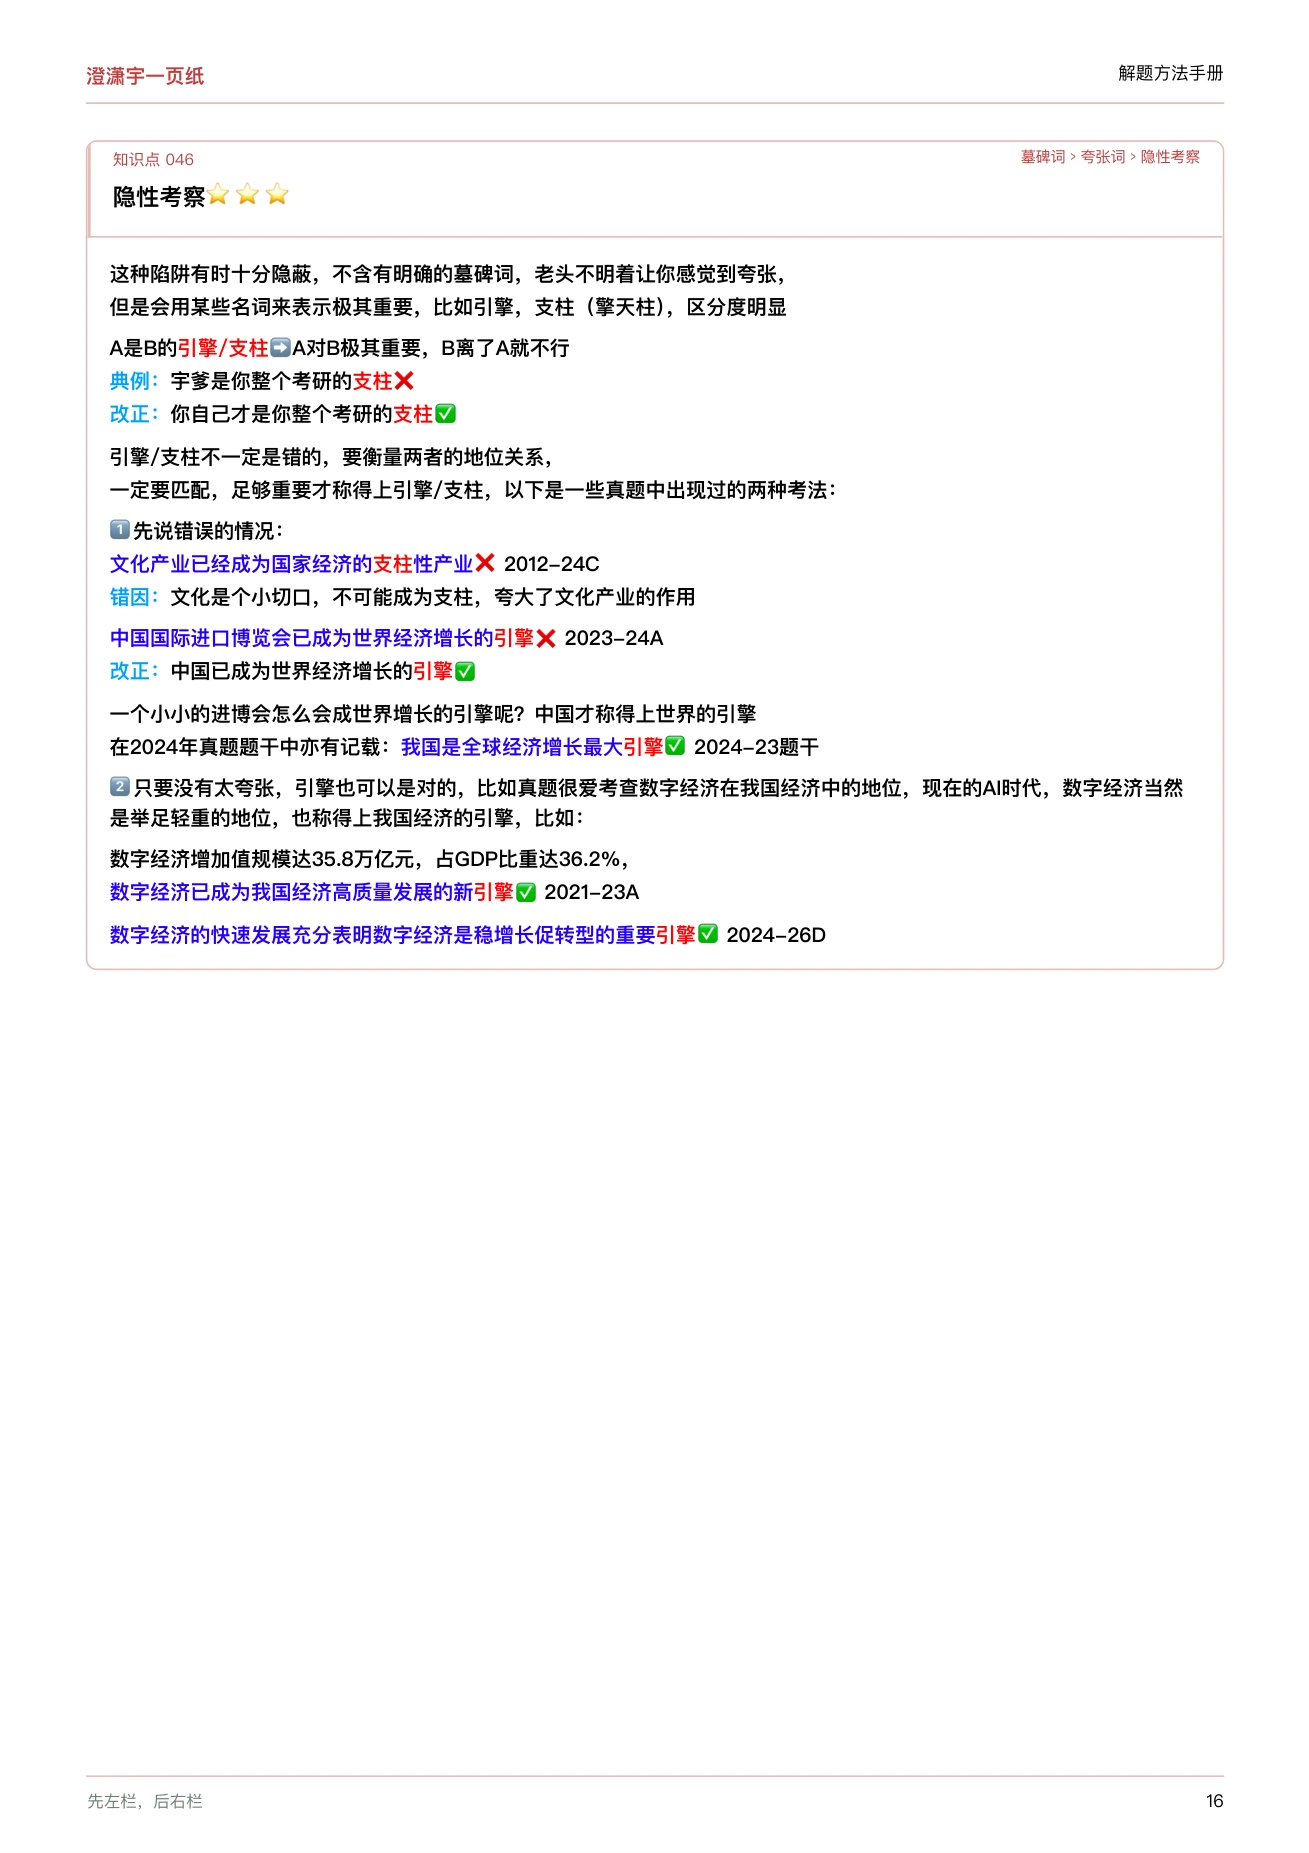 澄潇宇一页纸
解题方法手册
知识点 046
墓碑词 > 夸张词 > 隐性考察
隐性考察⭐⭐⭐
这种陷阱有时十分隐蔽，不含有明确的墓碑词，老头不明着让你感觉到夸张，
但是会用某些名词来表示极其重要，比如引擎，支柱（擎天柱），区分度明显
A是B的引擎/支柱➡️A对B极其重要，B离了A就不行
典例：宇爹是你整个考研的支柱❌
改正：你自己才是你整个考研的支柱✅
引擎/支柱不一定是错的，要衡量两者的地位关系，
一定要匹配，足够重要才称得上引擎/支柱，以下是一些真题中出现过的两种考法：
1️⃣先说错误的情况：
文化产业已经成为国家经济的支柱性产业❌ 2012-24C
错因：文化是个小切口，不可能成为支柱，夸大了文化产业的作用
中国国际进口博览会已成为世界经济增长的引擎❌ 2023-24A
改正：中国已成为世界经济增长的引擎✅
一个小小的进博会怎么会成世界增长的引擎呢？中国才称得上世界的引擎
在2024年真题题干中亦有记载：我国是全球经济增长最大引擎✅ 2024-23题干
2️⃣只要没有太夸张，引擎也可以是对的，比如真题很爱考查数字经济在我国经济中的地位，现在的AI时代，数字经济当然
是举足轻重的地位，也称得上我国经济的引擎，比如：
数字经济增加值规模达35.8万亿元，占GDP比重达36.2%，
数字经济已成为我国经济高质量发展的新引擎✅ 2021-23A
数字经济的快速发展充分表明数字经济是稳增长促转型的重要引擎✅ 2024-26D
先左栏，后右栏
16